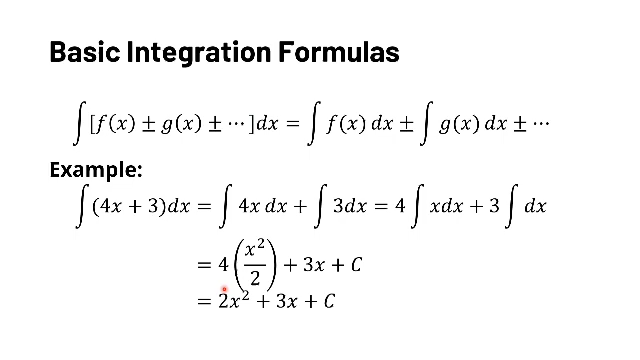 Basic Integration Formulas
∫[f(x) ± g(x) ± ⋯ ]dx = ∫ f(x) dx ± ∫ g(x) dx ± ⋯
Example:
∫(4x + 3)dx = ∫ 4x dx + ∫ 3dx = 4 ∫ xdx + 3 ∫ dx
= 4(x²/2) + 3x + C
= 2x² + 3x + C